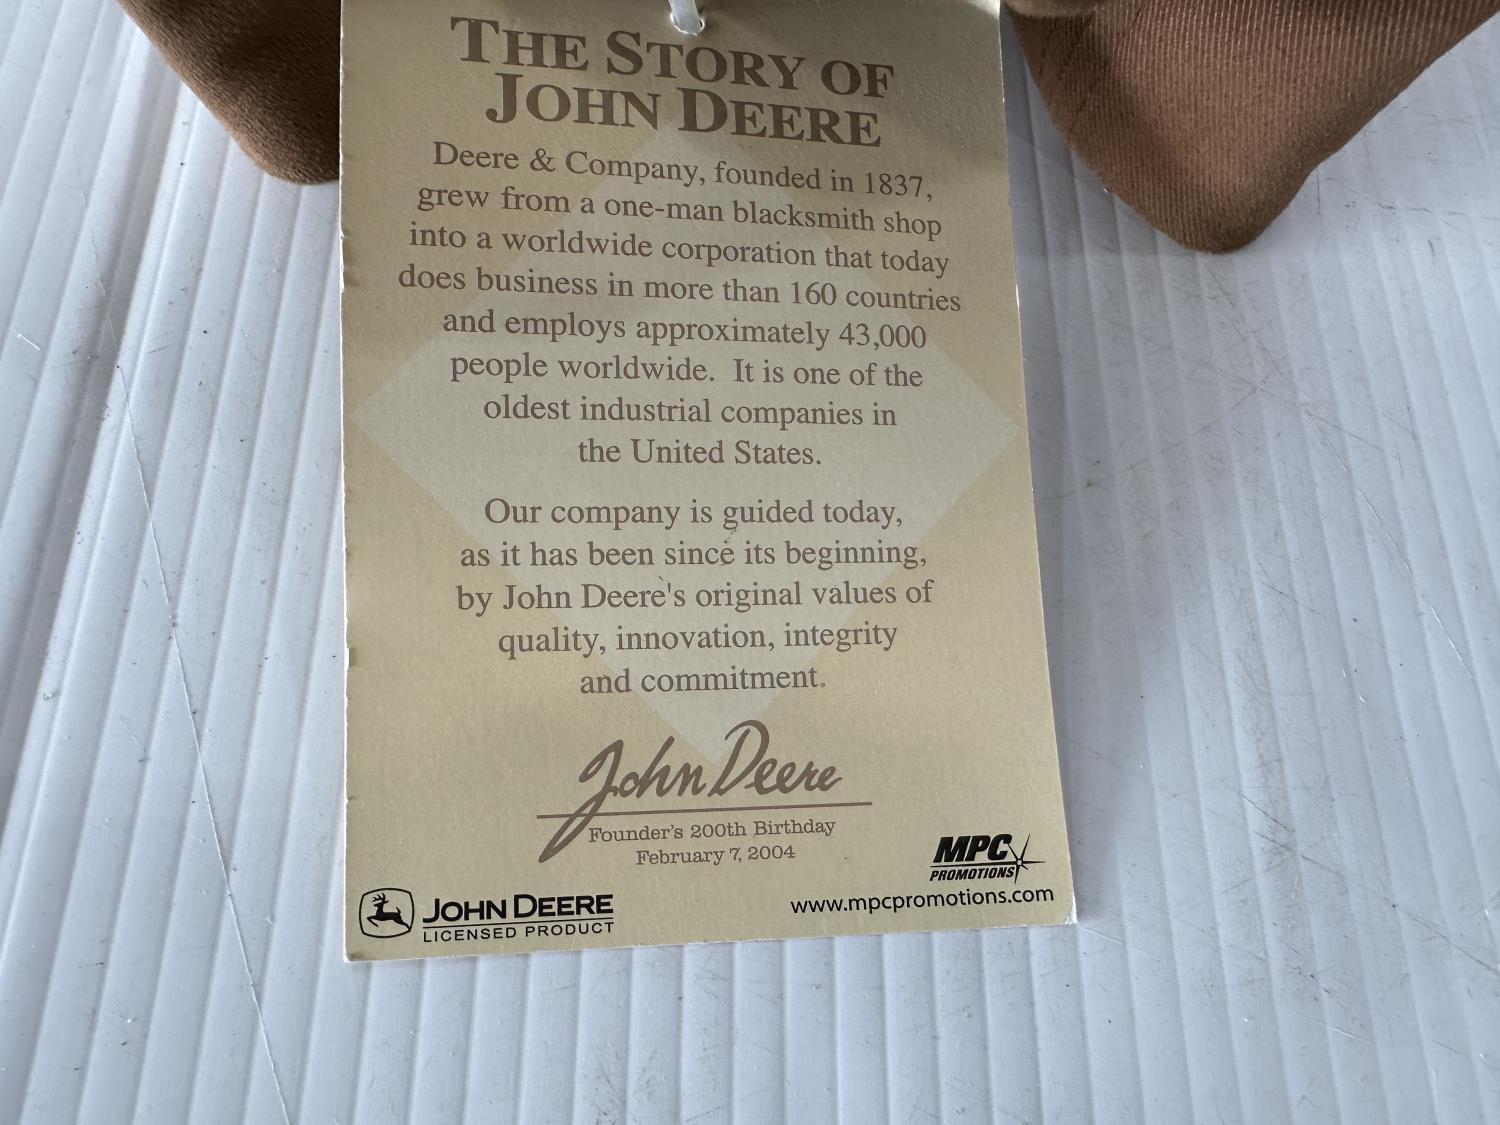 THE STORY OF
JOHN DEERE
Deere & Company, founded in 1837,
grew from a one-man blacksmith shop
into a worldwide corporation that today
does business in more than 160 countries
and employs approximately 43,000
people worldwide. It is one of the
oldest industrial companies in
the United States.
Our company is guided today,
as it has been since its beginning,
by John Deere's original values of
quality, innovation, integrity
and commitment.
John Deere
Founder's 200th Birthday
February 7, 2004
MPC
PROMOTIONS
www.mpcpromotions.com
JOHN DEERE
LICENSED PRODUCT